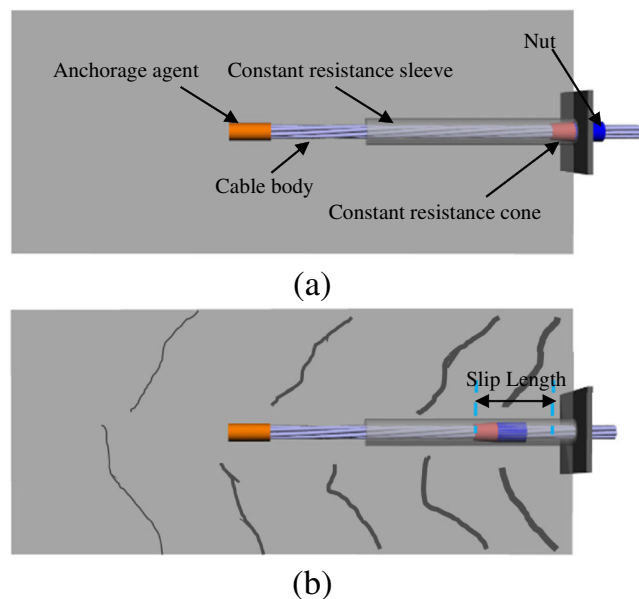 Nut
Anchorage agent
Constant resistance sleeve
Cable body
Constant resistance cone
(a)
Slip Length
(b)